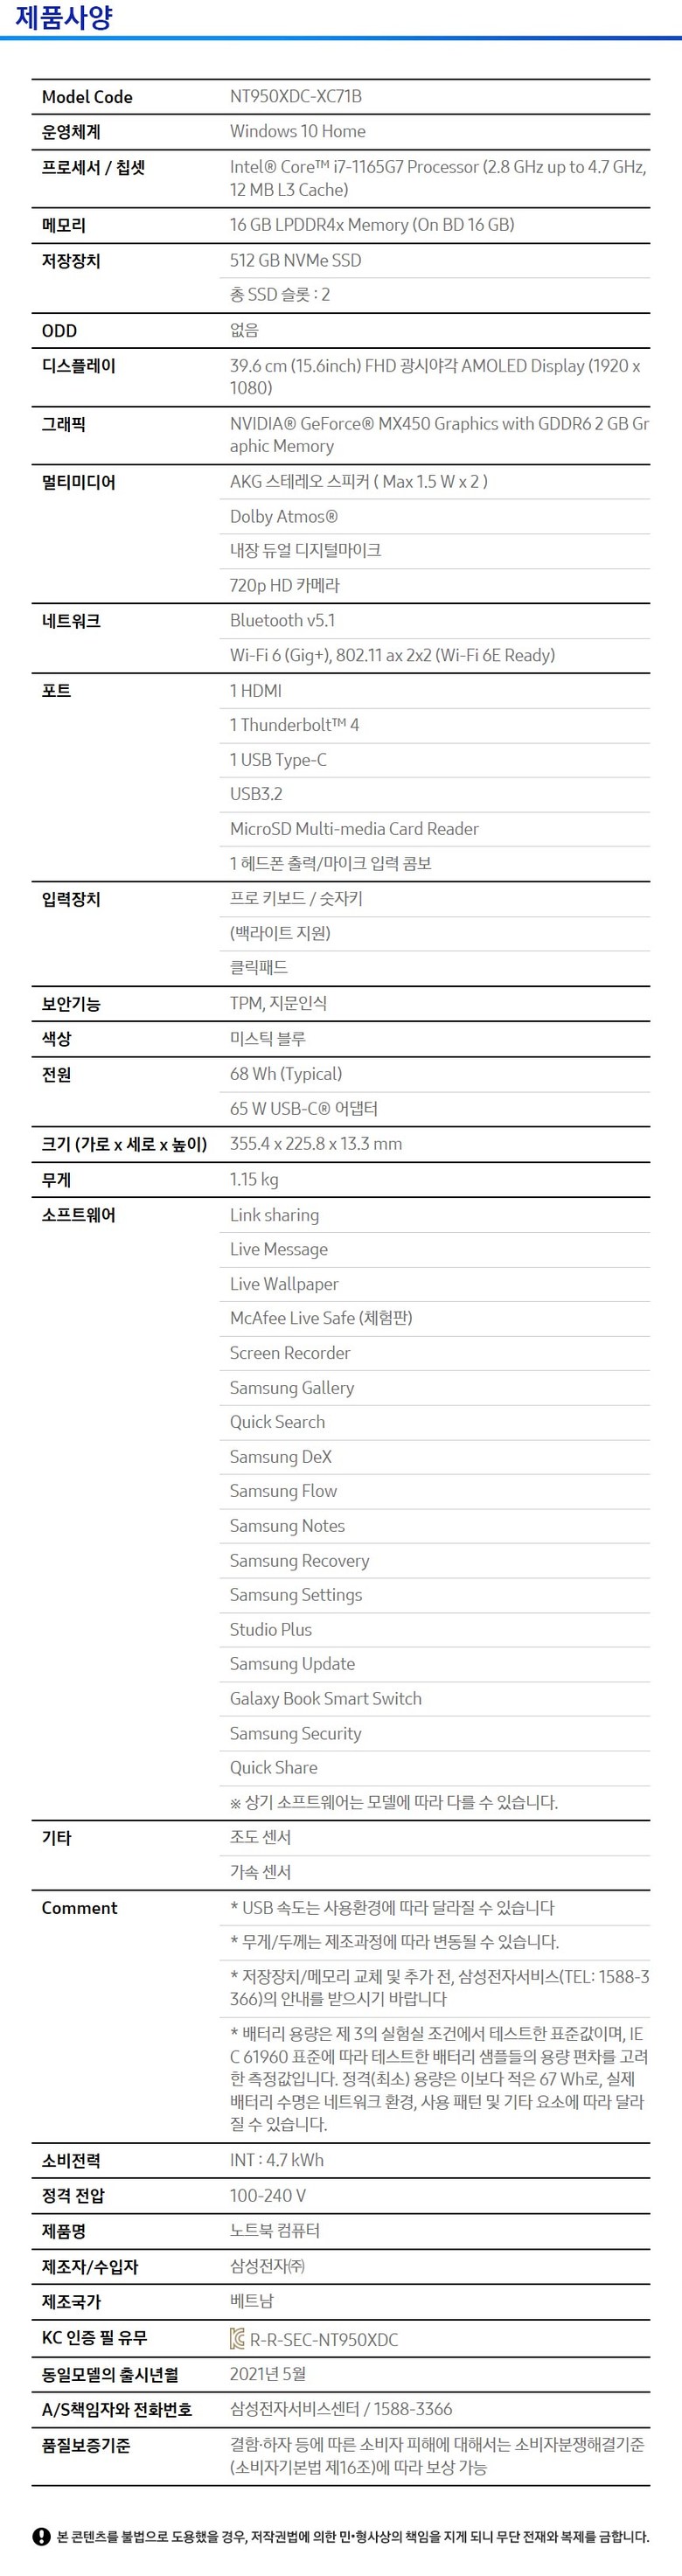 제품사양
Model Code NT950XDC-XC71B
운영체계 Windows 10 Home
프로세서 / 칩셋 Intel® Core™ i7-1165G7 Processor (2.8 GHz up to 4.7 GHz,
12 MB L3 Cache)
메모리 16 GB LPDDR4x Memory (On BD 16 GB)
저장장치 512 GB NVMe SSD
총 SSD 슬롯 : 2
ODD 없음
디스플레이 39.6 cm (15.6inch) FHD 광시야각 AMOLED Display (1920 x
1080)
그래픽 NVIDIA® GeForce® MX450 Graphics with GDDR6 2 GB Gr
aphic Memory
멀티미디어 AKG 스테레오 스피커 ( Max 1.5 W x 2 )
Dolby Atmos®
내장 듀얼 디지털마이크
720p HD 카메라
네트워크 Bluetooth v5.1
Wi-Fi 6 (Gig+), 802.11 ax 2x2 (Wi-Fi 6E Ready)
포트 1 HDMI
1 Thunderbolt™ 4
1 USB Type-C
USB3.2
MicroSD Multi-media Card Reader
1 헤드폰 출력/마이크 입력 콤보
입력장치 프로 키보드 / 숫자키
(백라이트 지원)
클릭패드
보안기능 TPM, 지문인식
색상 미스틱 블루
전원 68 Wh (Typical)
65 W USB-C® 어댑터
크기 (가로 x 세로 x 높이) 355.4 x 225.8 x 13.3 mm
무게 1.15 kg
소프트웨어 Link sharing
Live Message
Live Wallpaper
McAfee Live Safe (체험판)
Screen Recorder
Samsung Gallery
Quick Search
Samsung DeX
Samsung Flow
Samsung Notes
Samsung Recovery
Samsung Settings
Studio Plus
Samsung Update
Galaxy Book Smart Switch
Samsung Security
Quick Share
※ 상기 소프트웨어는 모델에 따라 다를 수 있습니다.
기타 조도 센서
가속 센서
Comment * USB 속도는 사용환경에 따라 달라질 수 있습니다
* 무게/두께는 제조과정에 따라 변동될 수 있습니다.
* 저장장치/메모리 교체 및 추가 전, 삼성전자서비스(TEL: 1588-3
366)의 안내를 받으시기 바랍니다
* 배터리 용량은 제 3의 실험실 조건에서 테스트한 표준값이며, IE
C 61960 표준에 따라 테스트한 배터리 샘플들의 용량 편차를 고려
한 측정값입니다. 정격(최소) 용량은 이보다 적은 67 Wh로, 실제
배터리 수명은 네트워크 환경, 사용 패턴 및 기타 요소에 따라 달라
질 수 있습니다.
소비전력 INT : 4.7 kWh
정격 전압 100-240 V
제품명 노트북 컴퓨터
제조자/수입자 삼성전자㈜
제조국가 베트남
KC 인증 필 유무 R-R-SEC-NT950XDC
동일모델의 출시년월 2021년 5월
A/S책임자와 전화번호 삼성전자서비스센터 / 1588-3366
품질보증기준 결함·하자 등에 따른 소비자 피해에 대해서는 소비자분쟁해결기준
(소비자기본법 제16조)에 따라 보상 가능
본 콘텐츠를 불법으로 도용했을 경우, 저작권법에 의한 민•형사상의 책임을 지게 되니 무단 전재와 복제를 금합니다.